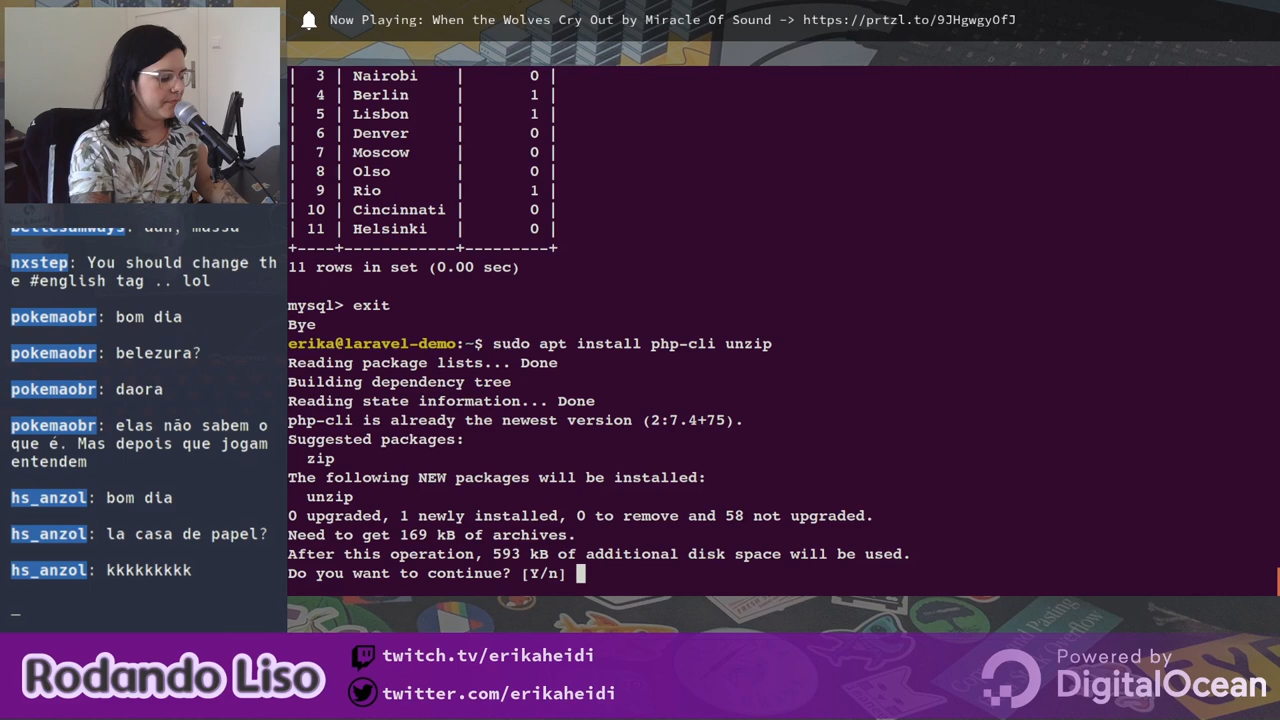 Now Playing: When the Wolves Cry Out by Miracle Of Sound -> https://prtzl.to/9JHgwgyOfJ
| 3 | Nairobi | 0 |
| 4 | Berlin | 1 |
| 5 | Lisbon | 1 |
| 6 | Denver | 0 |
| 7 | Moscow | 0 |
| 8 | Olso | 0 |
| 9 | Rio | 1 |
| 10 | Cincinnati | 0 |
| 11 | Helsinki | 0 |
+----+------------+---------+
11 rows in set (0.00 sec)
mysql> exit
Bye
erika@laravel-demo:~$ sudo apt install php-cli unzip
Reading package lists... Done
Building dependency tree
Reading state information... Done
php-cli is already the newest version (2:7.4+75).
Suggested packages:
zip
The following NEW packages will be installed:
unzip
0 upgraded, 1 newly installed, 0 to remove and 58 not upgraded.
Need to get 169 kB of archives.
After this operation, 593 kB of additional disk space will be used.
Do you want to continue? [Y/n]
nxstep: You should change th
e #english tag .. lol
pokemaobr: bom dia
pokemaobr: belezura?
pokemaobr: daora
pokemaobr: elas não sabem o
que é. Mas depois que jogam
entendem
hs_anzol: bom dia
hs_anzol: la casa de papel?
hs_anzol: kkkkkkkkk
_
Rodando Liso
twitch.tv/erikaheidi
twitter.com/erikaheidi
Powered by
DigitalOcean